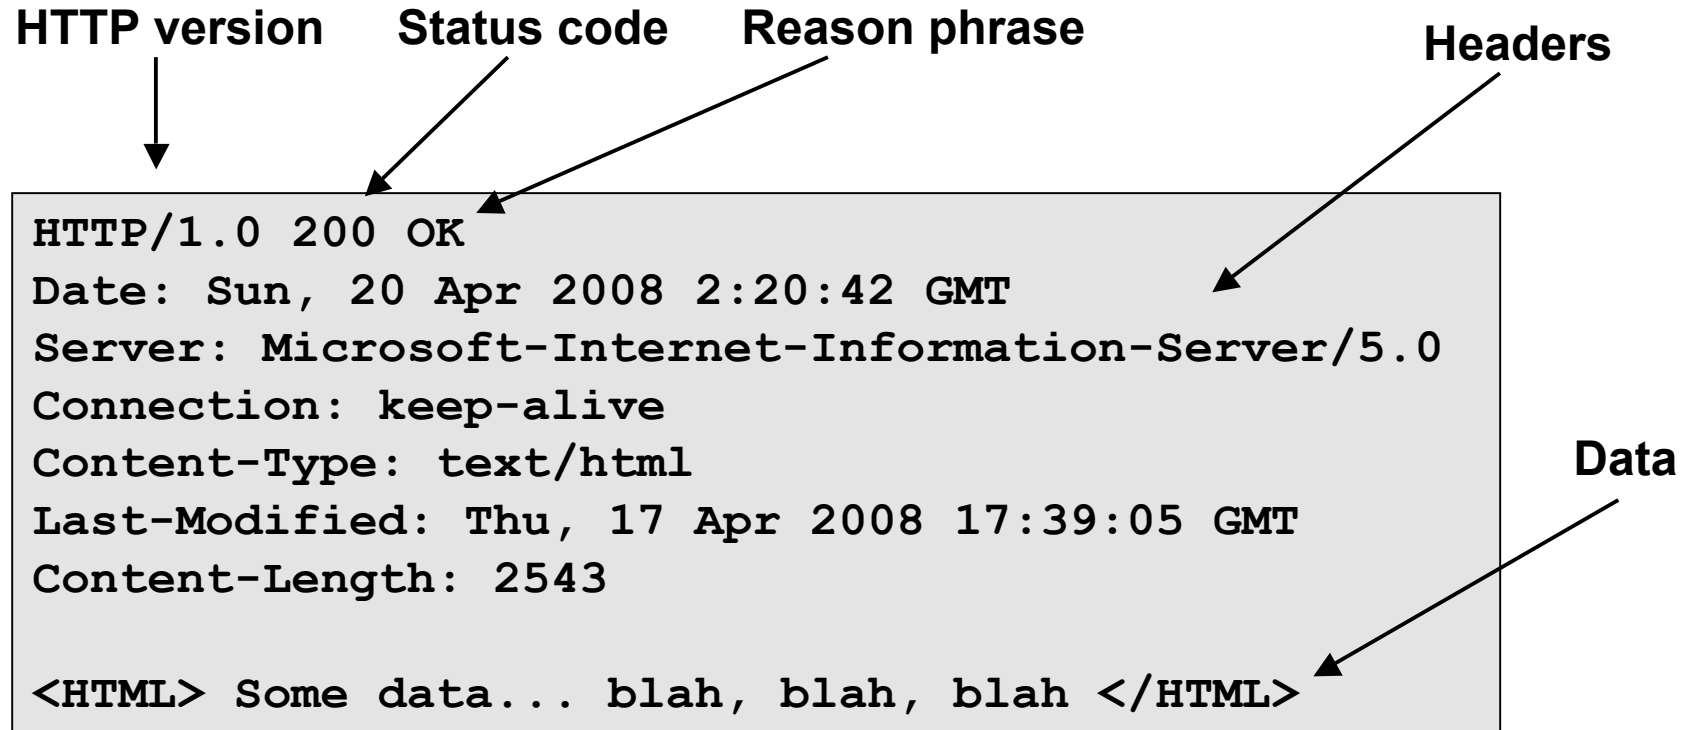 HTTP version Status code Reason phrase Headers
HTTP/1.0 200 OK
Date: Sun, 20 Apr 2008 2:20:42 GMT
Server: Microsoft-Internet-Information-Server/5.0
Connection: keep-alive
Content-Type: text/html
Data
Last-Modified: Thu, 17 Apr 2008 17:39:05 GMT
Content-Length: 2543
<HTML> Some data... blah, blah, blah </HTML>